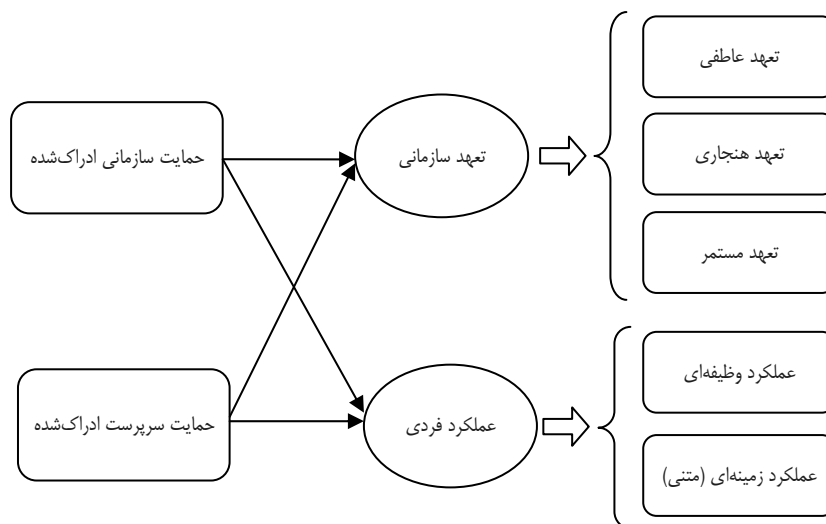 تعهد عاطفی
حمایت سازمانی ادراک‌شده
تعهد سازمانی
تعهد هنجاری
تعهد مستمر
عملکرد وظیفه‌ای
حمایت سرپرست ادراک‌شده
عملکرد فردی
عملکرد زمینه‌ای (متنی)